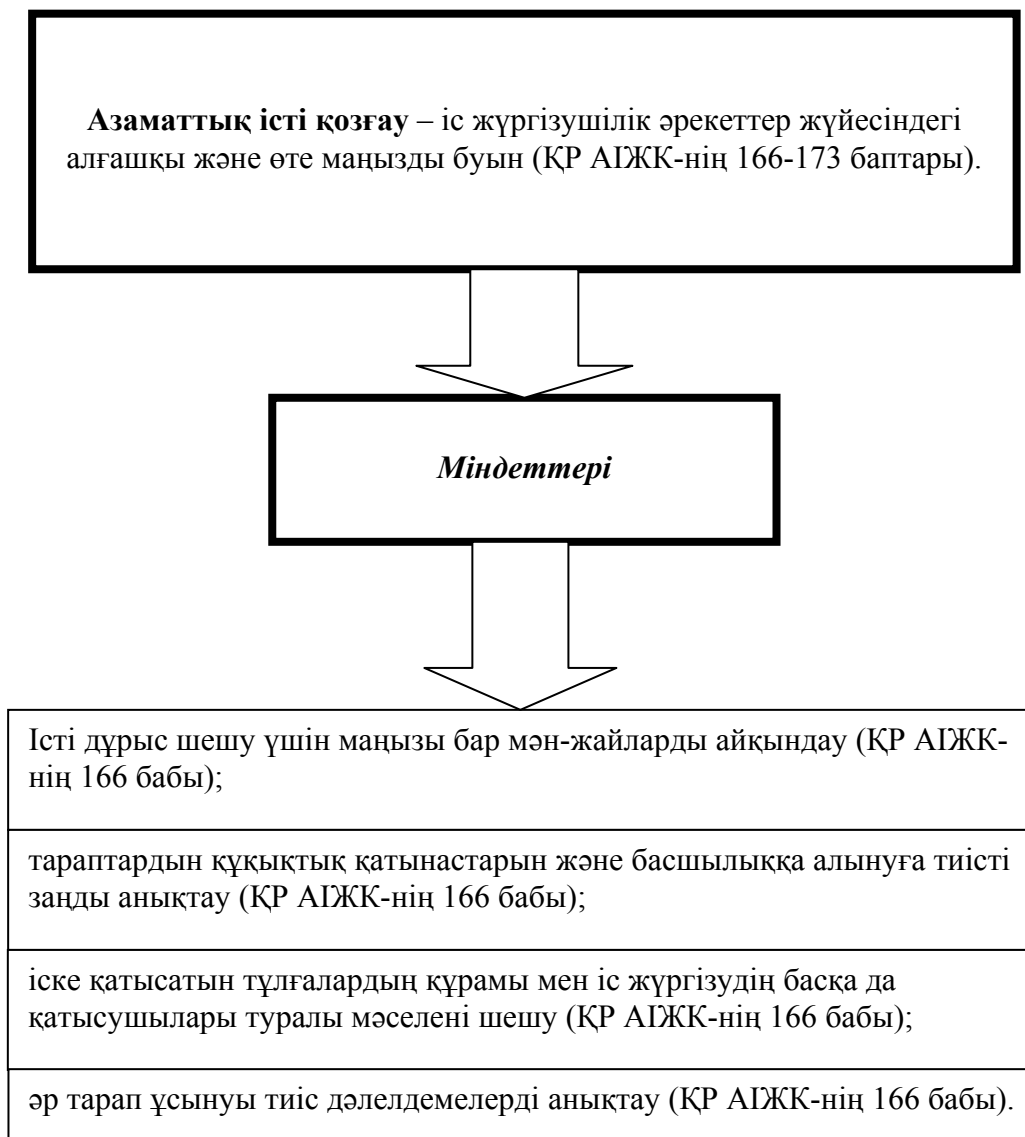 Азаматтық істі қозғау – іс жүргізушілік әрекеттер жүйесіндегі
алғашқы және өте маңызды буын (ҚР АІЖК-нің 166-173 баптары).
Міндеттері
Істі дұрыс шешу үшін маңызы бар мән-жайларды айқындау (ҚР АІЖК-
нің 166 бабы);
тараптардын құқықтық қатынастарын және басшылыққа алынуға тиісті
заңды анықтау (ҚР АІЖК-нің 166 бабы);
іске қатысатын тұлғалардың құрамы мен іс жүргізудің басқа да
қатысушылары туралы мәселені шешу (ҚР АІЖК-нің 166 бабы);
әр тарап ұсынуы тиіс дәлелдемелерді анықтау (ҚР АІЖК-нің 166 бабы).